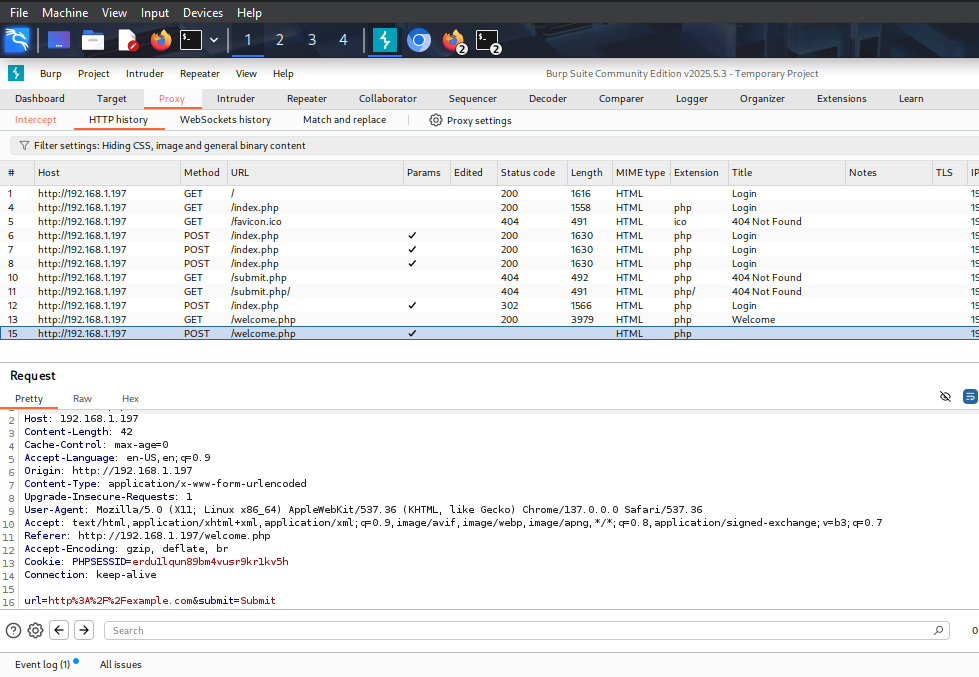 File Machine View Input Devices Help
1 2 3 4 2 2
Burp Project Intruder Repeater View Help Burp Suite Community Edition v2025.5.3 - Temporary Project
Dashboard Target Proxy Intruder Repeater Collaborator Sequencer Decoder Comparer Logger Organizer Extensions Learn
Intercept HTTP history WebSockets history Match and replace Proxy settings
Filter settings: Hiding CSS, image and general binary content
# Host Method URL Params Edited Status code Length MIME type Extension Title Notes TLS IP
1 http://192.168.1.197 GET / 200 1616 HTML Login 19
4 http://192.168.1.197 GET /index.php 200 1558 HTML php Login 19
5 http://192.168.1.197 GET /favicon.ico 404 491 HTML ico 404 Not Found 19
6 http://192.168.1.197 POST /index.php ✓ 200 1630 HTML php Login 19
7 http://192.168.1.197 POST /index.php ✓ 200 1630 HTML php Login 19
8 http://192.168.1.197 POST /index.php ✓ 200 1630 HTML php Login 19
10 http://192.168.1.197 GET /submit.php 404 492 HTML php 404 Not Found 19
11 http://192.168.1.197 GET /submit.php/ 404 491 HTML php/ 404 Not Found 19
12 http://192.168.1.197 POST /index.php ✓ 302 1566 HTML php Login 19
13 http://192.168.1.197 GET /welcome.php 200 3979 HTML php Welcome 19
15 http://192.168.1.197 POST /welcome.php ✓ HTML php 19
Request
Pretty Raw Hex
2 Host: 192.168.1.197
3 Content-Length: 42
4 Cache-Control: max-age=0
5 Accept-Language: en-US,en;q=0.9
6 Origin: http://192.168.1.197
7 Content-Type: application/x-www-form-urlencoded
8 Upgrade-Insecure-Requests: 1
9 User-Agent: Mozilla/5.0 (X11; Linux x86_64) AppleWebKit/537.36 (KHTML, like Gecko) Chrome/137.0.0.0 Safari/537.36
10 Accept: text/html,application/xhtml+xml,application/xml;q=0.9,image/avif,image/webp,image/apng,*/*;q=0.8,application/signed-exchange;v=b3;q=0.7
11 Referer: http://192.168.1.197/welcome.php
12 Accept-Encoding: gzip, deflate, br
13 Cookie: PHPSESSID=erdu1lqun89bm4vusr9kr1kv5h
14 Connection: keep-alive
15
16 url=http%3A%2F%2Fexample.com&submit=Submit
Search 0
Event log (1) All issues